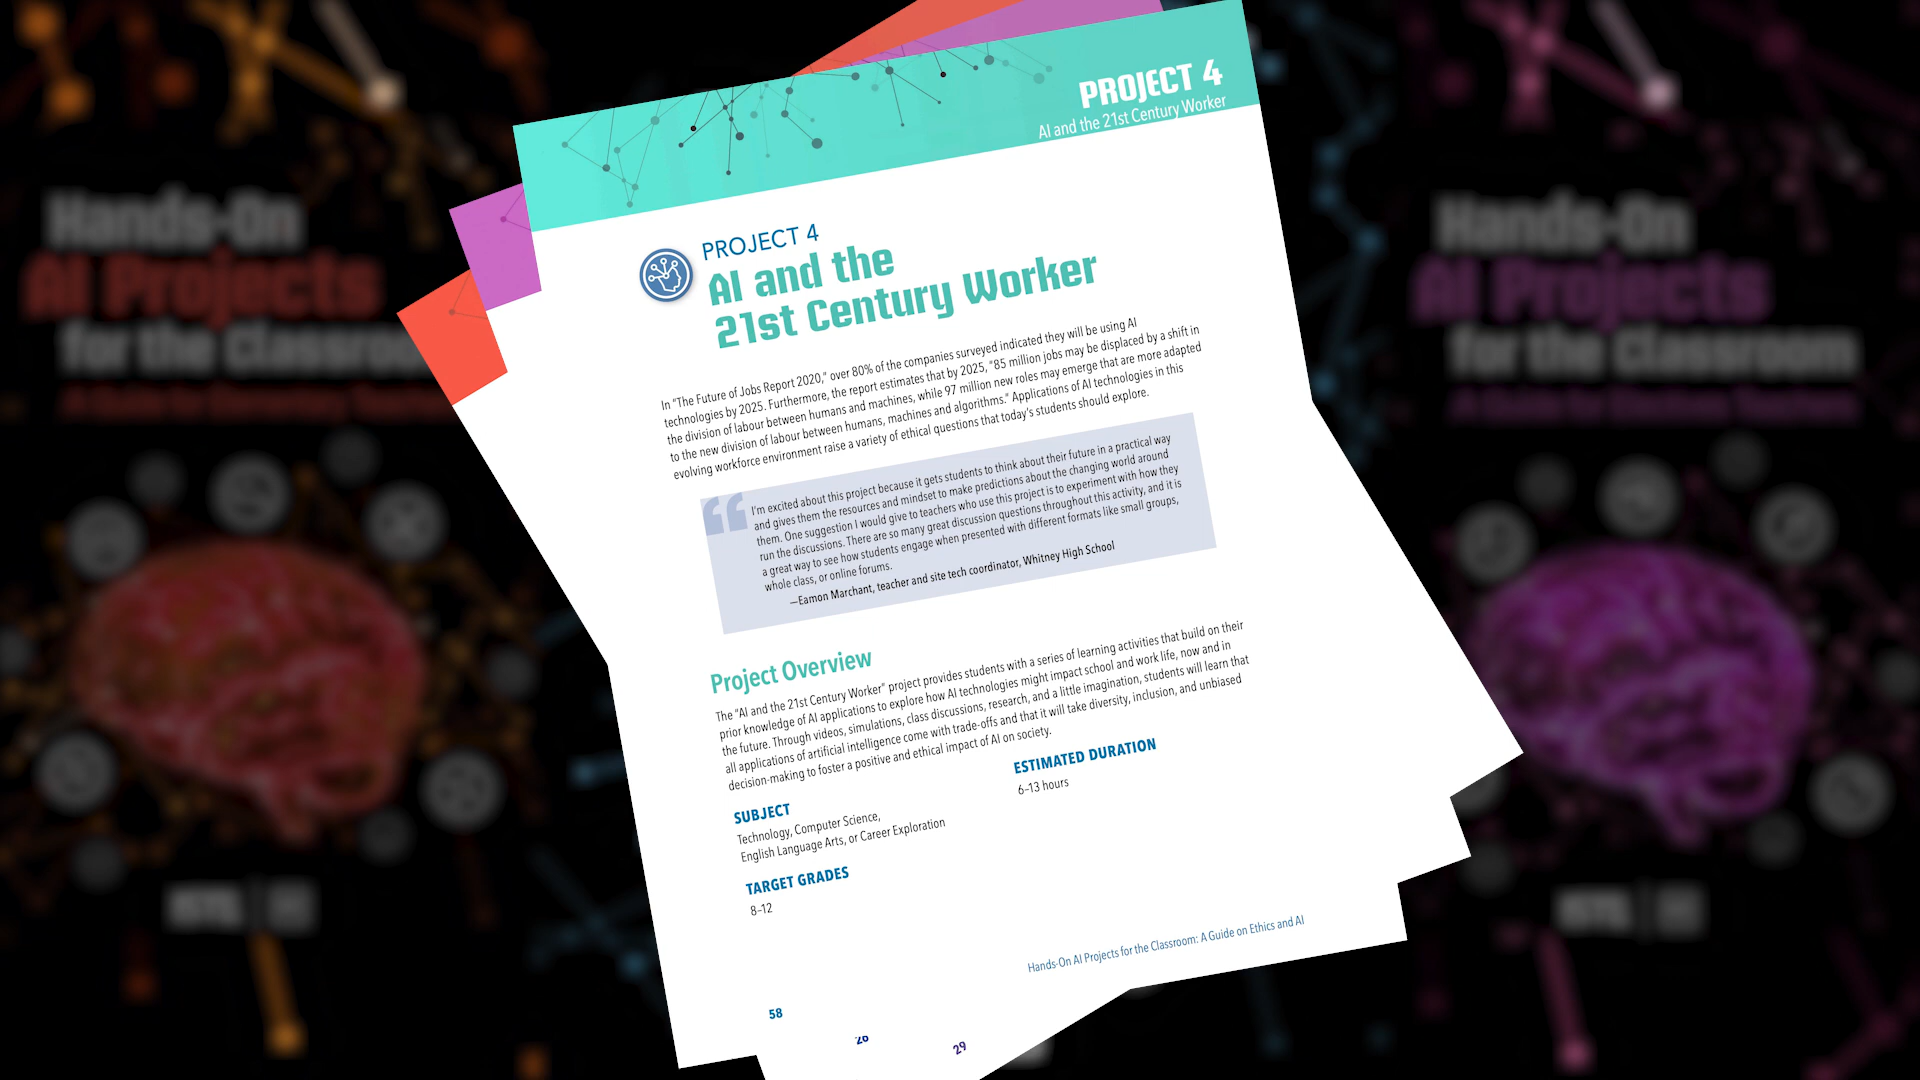 PROJECT 4
AI and the 21st Century Worker
PROJECT 4
AI and the
21st Century Worker
In “The Future of Jobs Report 2020,” over 80% of the companies surveyed indicated they will be using AI
technologies by 2025. Furthermore, the report estimates that by 2025, “85 million jobs may be displaced by a shift in
the division of labour between humans and machines, while 97 million new roles may emerge that are more adapted
to the new division of labour between humans, machines and algorithms.” Applications of AI technologies in this
evolving workforce environment raise a variety of ethical questions that today’s students should explore.
“
I’m excited about this project because it gets students to think about their future in a practical way
and gives them the resources and mindset to make predictions about the changing world around
them. One suggestion I would give to teachers who use this project is to experiment with how they
run the discussions. There are so many great discussion questions throughout this activity, and it is
a great way to see how students engage when presented with different formats like small groups,
whole class, or online forums.
—Eamon Marchant, teacher and site tech coordinator, Whitney High School
Project Overview
The “AI and the 21st Century Worker” project provides students with a series of learning activities that build on their
prior knowledge of AI applications to explore how AI technologies might impact school and work life, now and in
the future. Through videos, simulations, class discussions, research, and a little imagination, students will learn that
all applications of artificial intelligence come with trade-offs and that it will take diversity, inclusion, and unbiased
decision-making to foster a positive and ethical impact of AI on society.
SUBJECT
Technology, Computer Science,
English Language Arts, or Career Exploration
TARGET GRADES
8–12
ESTIMATED DURATION
6–13 hours
Hands-On AI Projects for the Classroom: A Guide on Ethics and AI
58
26
29
Hands-On
AI Projects
for the Classroom
Hands-On
AI Projects
for the Classroom